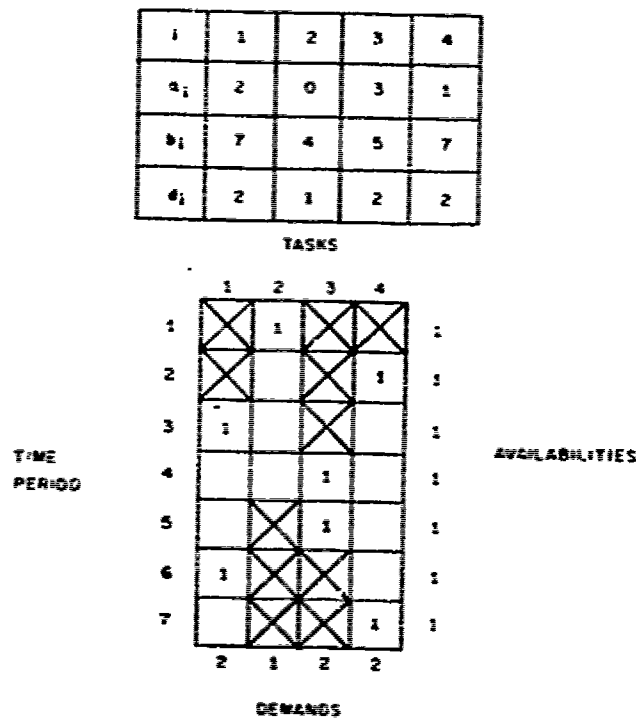 i 1 2 3 4
a_i 2 0 3 1
b_i 7 4 5 7
d_i 2 1 2 2
TASKS
1 2 3 4
1 1 1
2 1 1
3 1 1
TIME PERIOD
4 1 1
AVAILABILITIES
5 1 1
6 1 1
7 1 1
2 1 2 2
DEMANDS